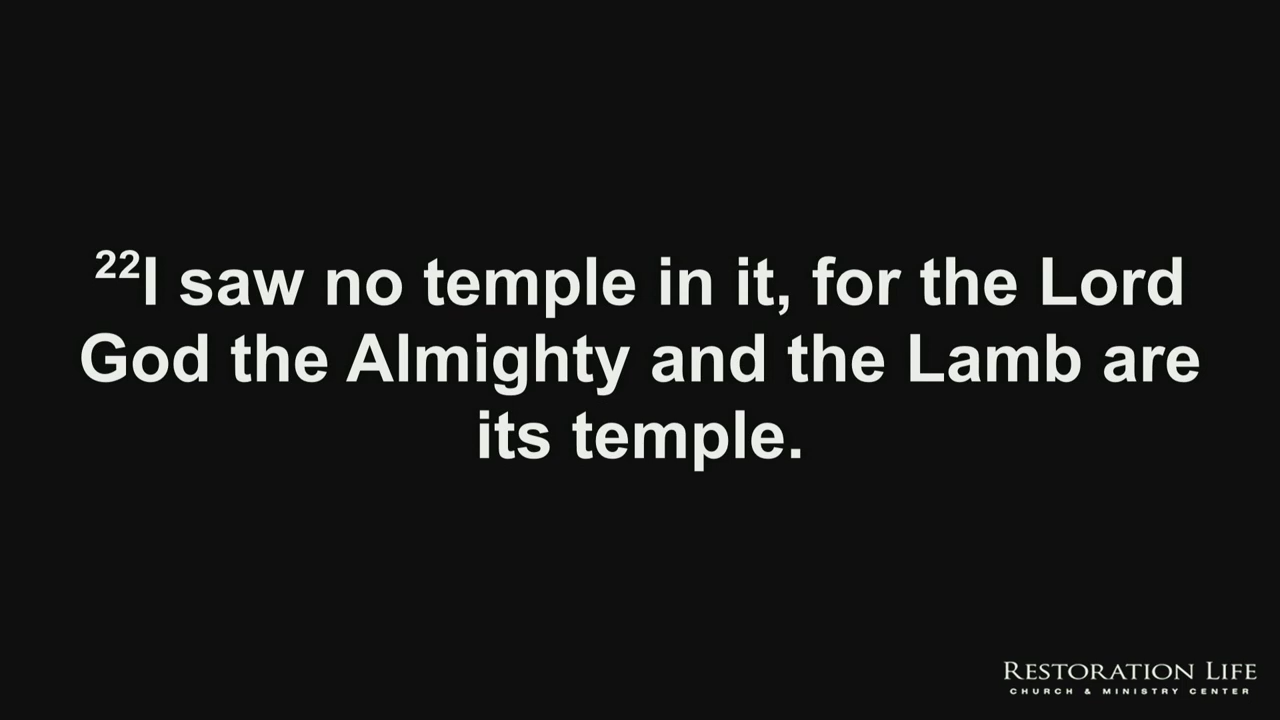 22I saw no temple in it, for the Lord
God the Almighty and the Lamb are
its temple.
RESTORATION LIFE
CHURCH & MINISTRY CENTER